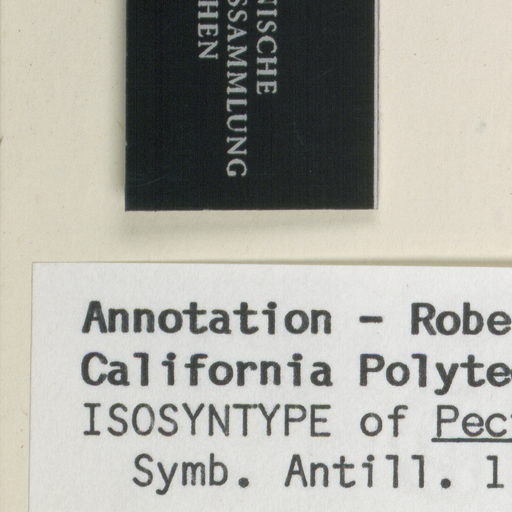 NISCHE
SSAMMLUNG
HEN
Annotation - Robe
California Polyte
ISOSYNTYPE of Pec
Symb. Antill. 1